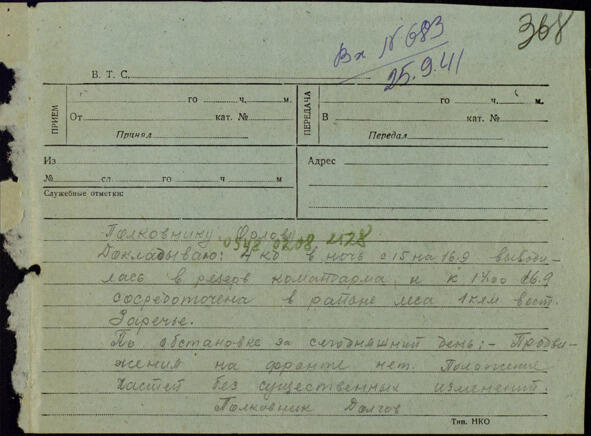 368
Вх N 683
25.9.41
В. Т. С.
ПРИЕМ
го ч. м.
От кат. №
Принял
ПЕРЕДАЧА
го ч. м.
В кат. №
Передал
Из
№ сл. го ч м
Служебные отметки:
Адрес
Полковнику Орлову
Докладываю: 4 кд в ночь с 15 на 16.9 выводи-
лась в резерв командарма и к 17.00 16.9
сосредоточена в районе леса 1 клм вост.
Заречье.
По обстановке за сегодняшний день: - Продви-
жения на фронте нет. Положение
частей без существенных изменений.
Полковник Долгов
Тип. НКО